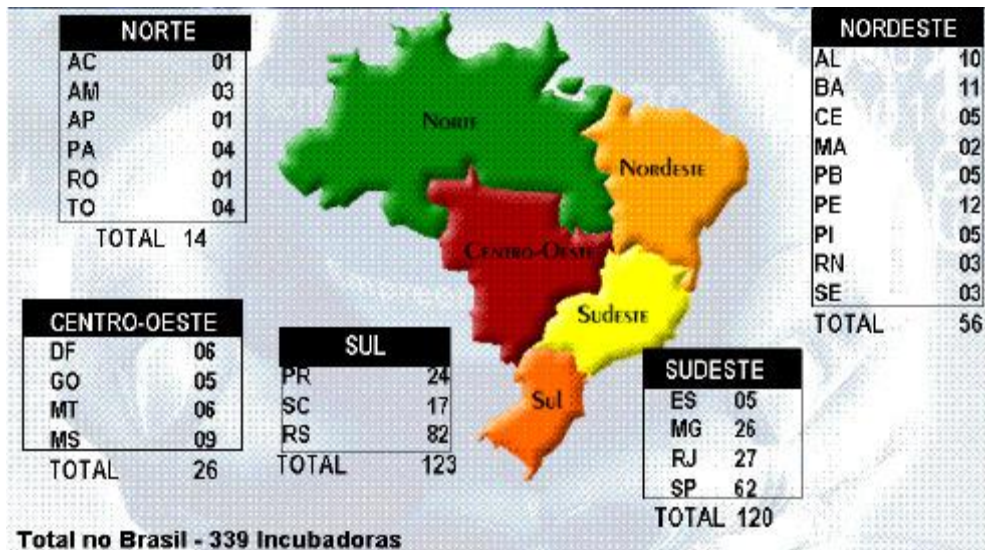 NORTE
AC 01
AM 03
AP 01
PA 04
RO 01
TO 04
TOTAL 14
NORDESTE
AL 10
BA 11
CE 05
MA 02
PB 05
PE 12
PI 05
RN 03
SE 03
TOTAL 56
Norte
Nordeste
Centro-Oeste
Sudeste
Sul
CENTRO-OESTE
DF 06
GO 05
MT 06
MS 09
TOTAL 26
SUL
PR 24
SC 17
RS 82
TOTAL 123
SUDESTE
ES 05
MG 26
RJ 27
SP 62
TOTAL 120
Total no Brasil - 339 Incubadoras